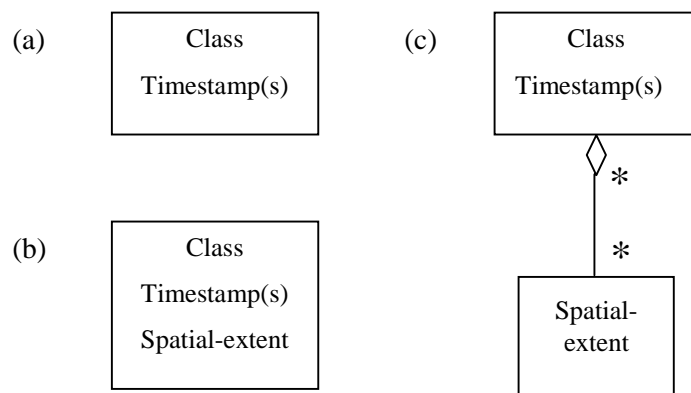 (a)
Class
Timestamp(s)
(b)
Class
Timestamp(s)
Spatial-extent
(c)
Class
Timestamp(s)
*
*
Spatial-
extent